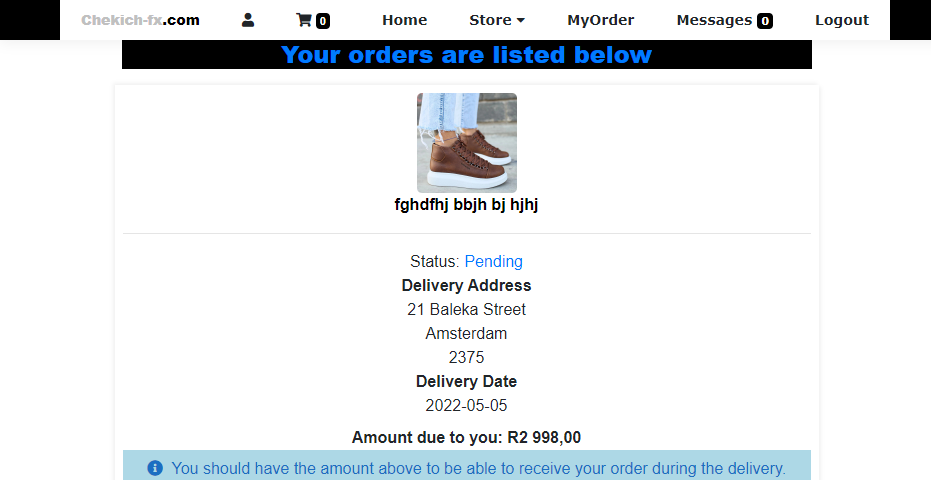 Chekich-fx.com 0 Home Store MyOrder Messages 0 Logout
Your orders are listed below
fghdfhj bbjh bj hjhj
Status: Pending
Delivery Address
21 Baleka Street
Amsterdam
2375
Delivery Date
2022-05-05
Amount due to you: R2 998,00
You should have the amount above to be able to receive your order during the delivery.